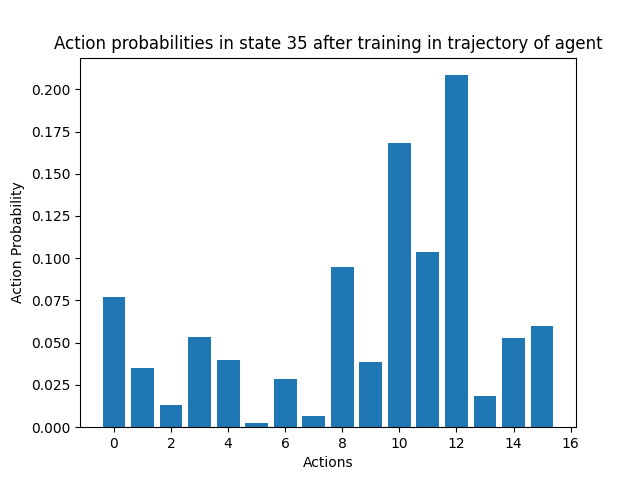 Action probabilities in state 35 after training in trajectory of agent
0.200
0.175
0.150
0.125
0.100
0.075
0.050
0.025
0.000
Action Probability
0 2 4 6 8 10 12 14 16
Actions